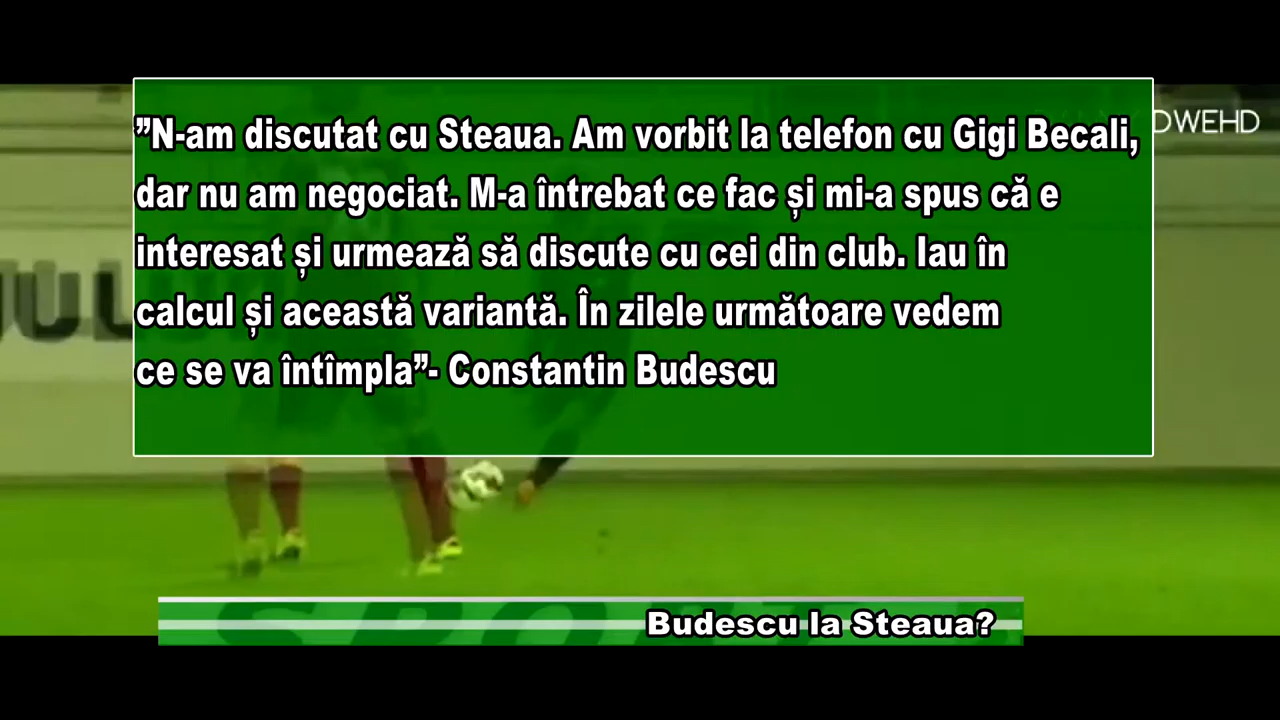 DWEHD
”N-am discutat cu Steaua. Am vorbit la telefon cu Gigi Becali,
dar nu am negociat. M-a întrebat ce fac și mi-a spus că e
interesat și urmează să discute cu cei din club. Iau în
calcul și această variantă. În zilele următoare vedem
ce se va întîmpla”- Constantin Budescu
Budescu la Steaua?